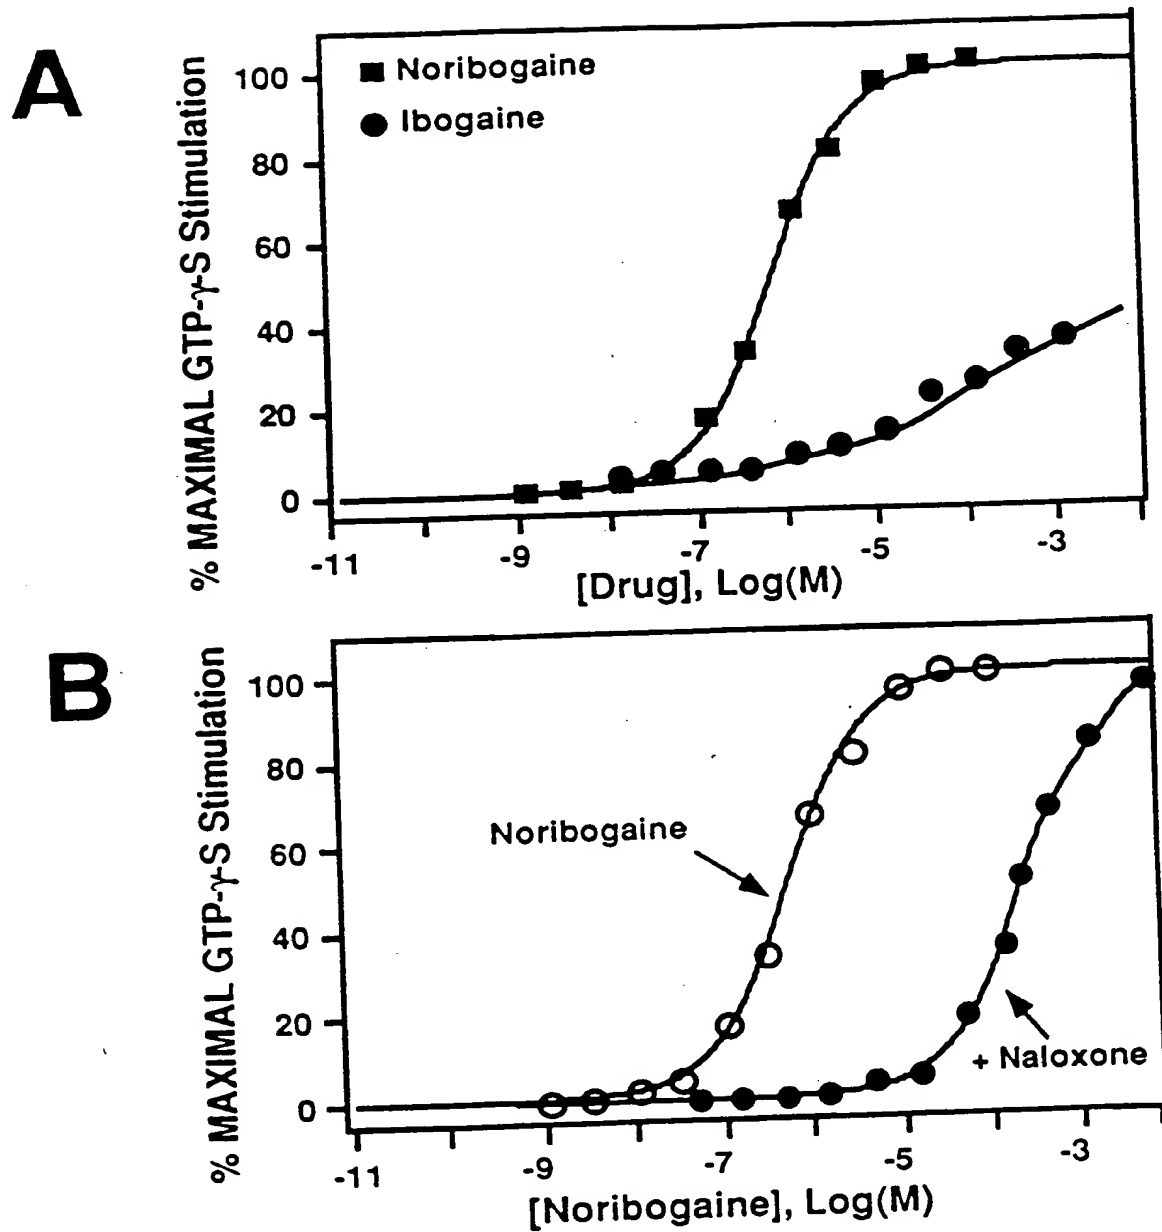 A
% MAXIMAL GTP-γ-S Stimulation
100
80
60
40
20
0
Noribogaine
Ibogaine
-11
-9
-7
-5
-3
[Drug], Log(M)
B
% MAXIMAL GTP-γ-S Stimulation
100
80
60
40
20
0
Noribogaine
+ Naloxone
-11
-9
-7
-5
-3
[Noribogaine], Log(M)